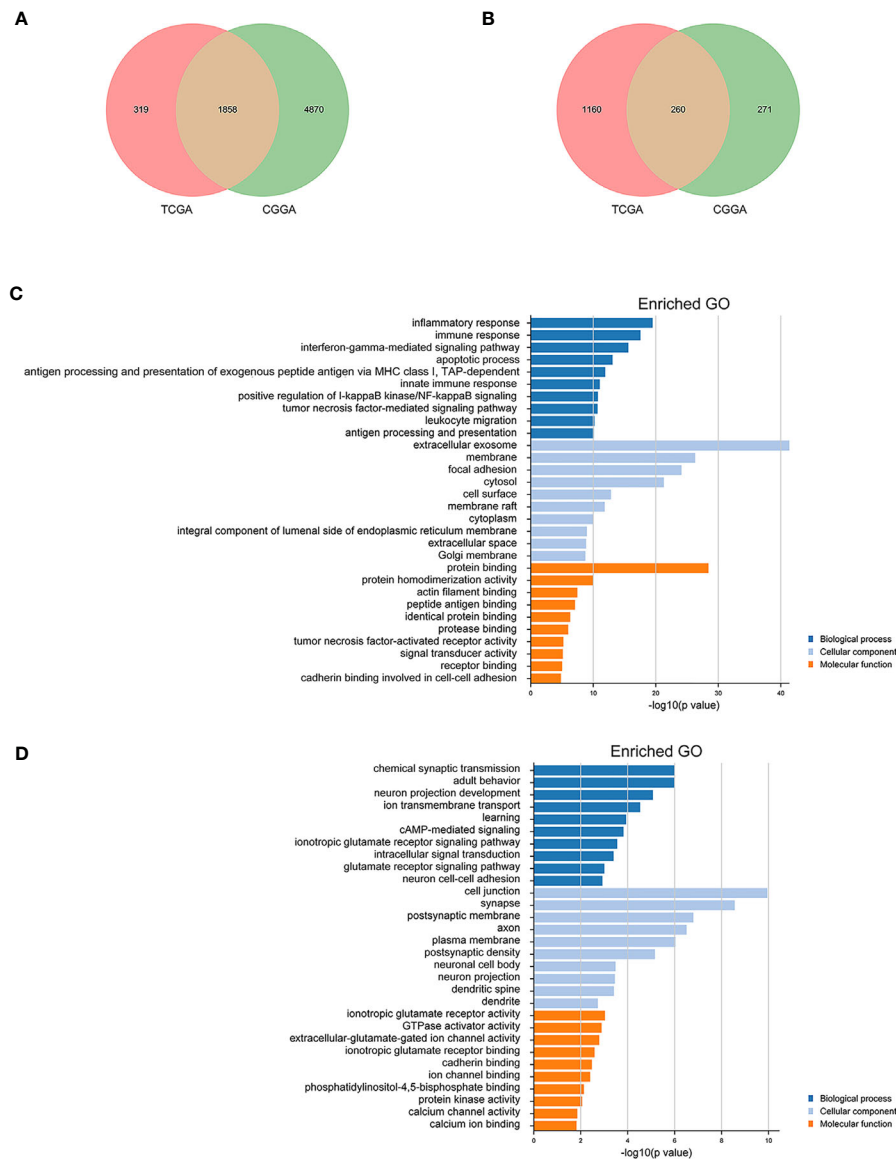 A
B
319
1858
4870
1160
260
271
TCGA
CGGA
TCGA
CGGA
C
Enriched GO
inflammatory response
immune response
interferon-gamma-mediated signaling pathway
apoptotic process
antigen processing and presentation of exogenous peptide antigen via MHC class I, TAP-dependent
innate immune response
positive regulation of I-kappaB kinase/NF-kappaB signaling
tumor necrosis factor-mediated signaling pathway
leukocyte migration
antigen processing and presentation
extracellular exosome
membrane
focal adhesion
cytosol
cell surface
membrane raft
cytoplasm
integral component of lumenal side of endoplasmic reticulum membrane
extracellular space
Golgi membrane
protein binding
protein homodimerization activity
actin filament binding
peptide antigen binding
identical protein binding
protease binding
tumor necrosis factor-activated receptor activity
signal transducer activity
receptor binding
cadherin binding involved in cell-cell adhesion
Biological process
Cellular component
Molecular function
0 10 20 30 40
-log10(p value)
D
Enriched GO
chemical synaptic transmission
adult behavior
neuron projection development
ion transmembrane transport
learning
cAMP-mediated signaling
ionotropic glutamate receptor signaling pathway
intracellular signal transduction
glutamate receptor signaling pathway
neuron cell-cell adhesion
cell junction
synapse
postsynaptic membrane
axon
plasma membrane
postsynaptic density
neuronal cell body
neuron projection
dendritic spine
dendrite
ionotropic glutamate receptor activity
GTPase activator activity
extracellular-glutamate-gated ion channel activity
ionotropic glutamate receptor binding
cadherin binding
ion channel binding
phosphatidylinositol-4,5-bisphosphate binding
protein kinase activity
calcium channel activity
calcium ion binding
Biological process
Cellular component
Molecular function
0 2 4 6 8 10
-log10(p value)